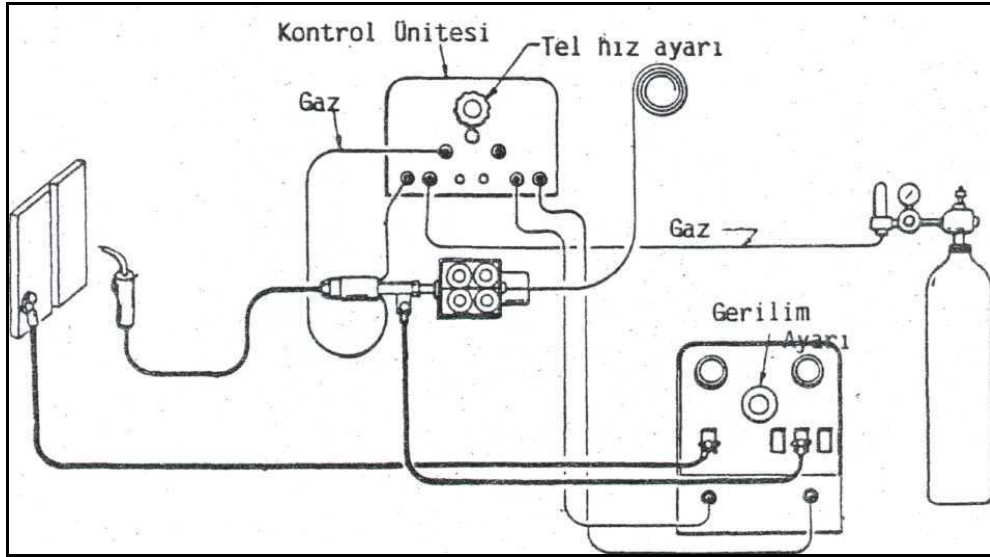 Kontrol Ünitesi
Tel hız ayarı
Gaz
Gaz
Gerilim
Ayarı